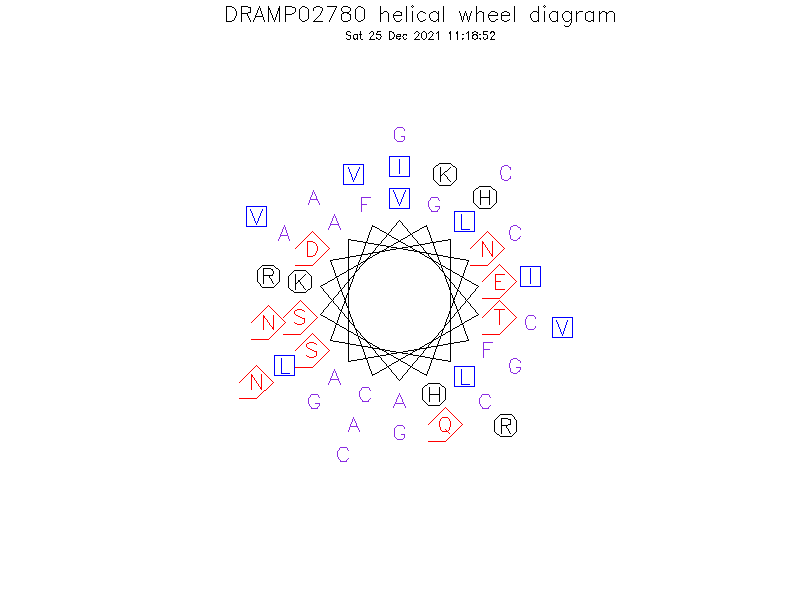 DRAMP02780 helical wheel diagram
Sat 25 Dec 2021 11:18:52
G
V I K C
A F V G H
V A A L C
D N
R K E I
N S T C V
S F
N L A L G
G C A H C
A G Q R
C